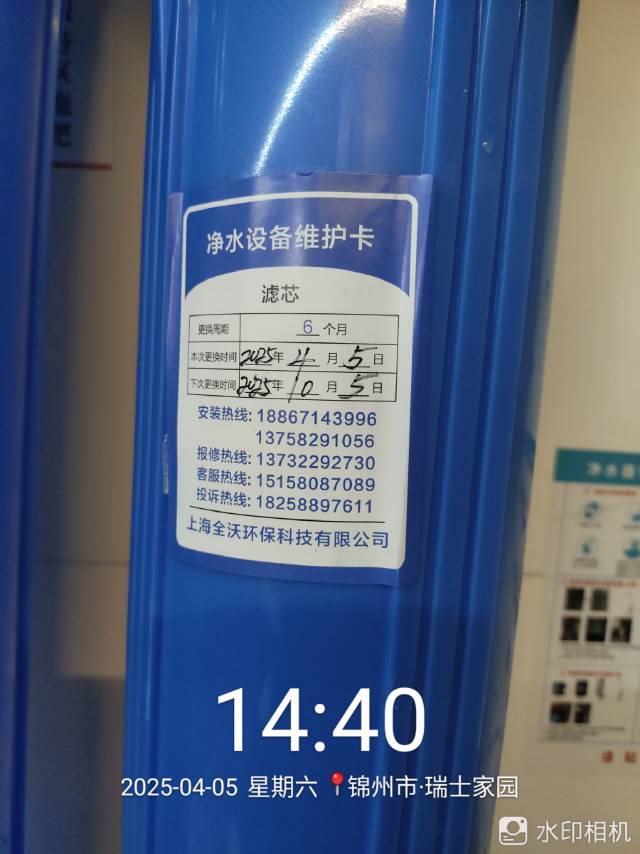 净水设备维护卡
滤芯
更换周期 6 个月
本次更换时间 2025年 4 月 5 日
下次更换时间 2025年 10 月 5 日
安装热线: 18867143996
13758291056
报修热线: 13732292730
客服热线: 15158087089
投诉热线: 18258897611
上海全沃环保科技有限公司
净水器
14:40
2025-04-05 星期六 锦州市·瑞士家园
水印相机